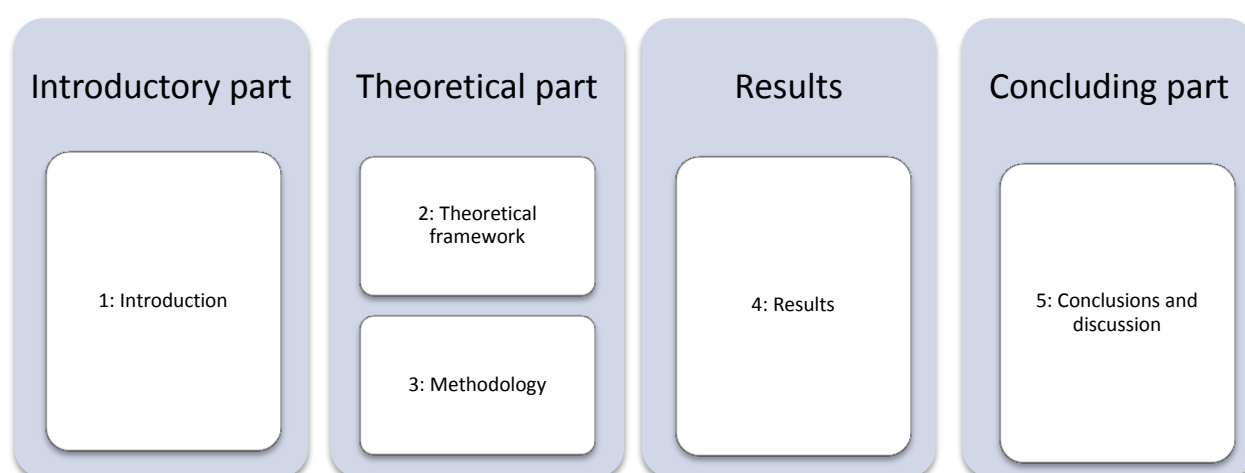 Introductory part
1: Introduction
Theoretical part
2: Theoretical
framework
3: Methodology
Results
4: Results
Concluding part
5: Conclusions and
discussion